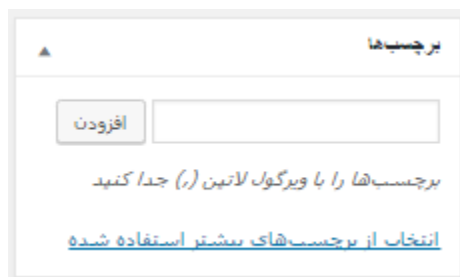 برچسب‌ها
افزودن
برچسب‌ها را با ویرگول لاتین (,) جدا کنید
انتخاب از برچسب‌های بیشتر استفاده شده